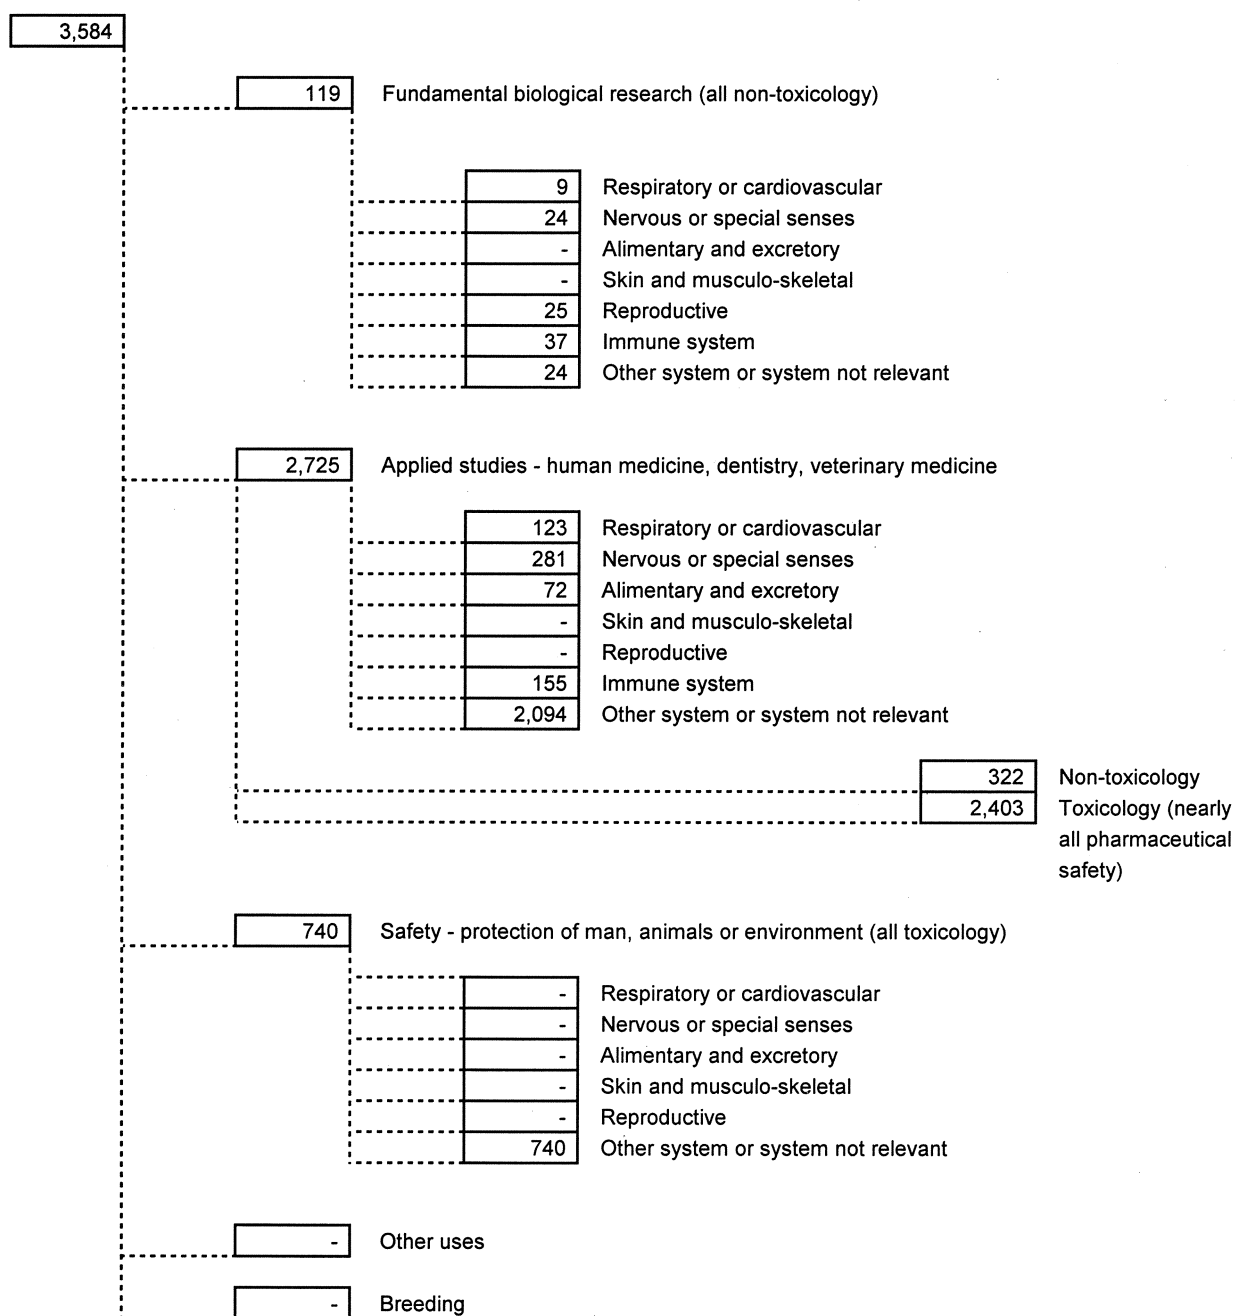 3,584
119 Fundamental biological research (all non-toxicology)
9 Respiratory or cardiovascular
24 Nervous or special senses
- Alimentary and excretory
- Skin and musculo-skeletal
25 Reproductive
37 Immune system
24 Other system or system not relevant
2,725 Applied studies - human medicine, dentistry, veterinary medicine
123 Respiratory or cardiovascular
281 Nervous or special senses
72 Alimentary and excretory
- Skin and musculo-skeletal
- Reproductive
155 Immune system
2,094 Other system or system not relevant
322 Non-toxicology
2,403 Toxicology (nearly
all pharmaceutical
safety)
740 Safety - protection of man, animals or environment (all toxicology)
- Respiratory or cardiovascular
- Nervous or special senses
- Alimentary and excretory
- Skin and musculo-skeletal
- Reproductive
740 Other system or system not relevant
- Other uses
- Breeding